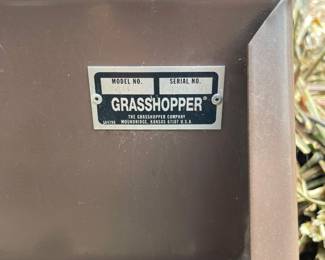 MODEL NO. SERIAL NO.
GRASSHOPPER®
THE GRASSHOPPER COMPANY
MOUNDRIDGE, KANSAS 67107 U.S.A.